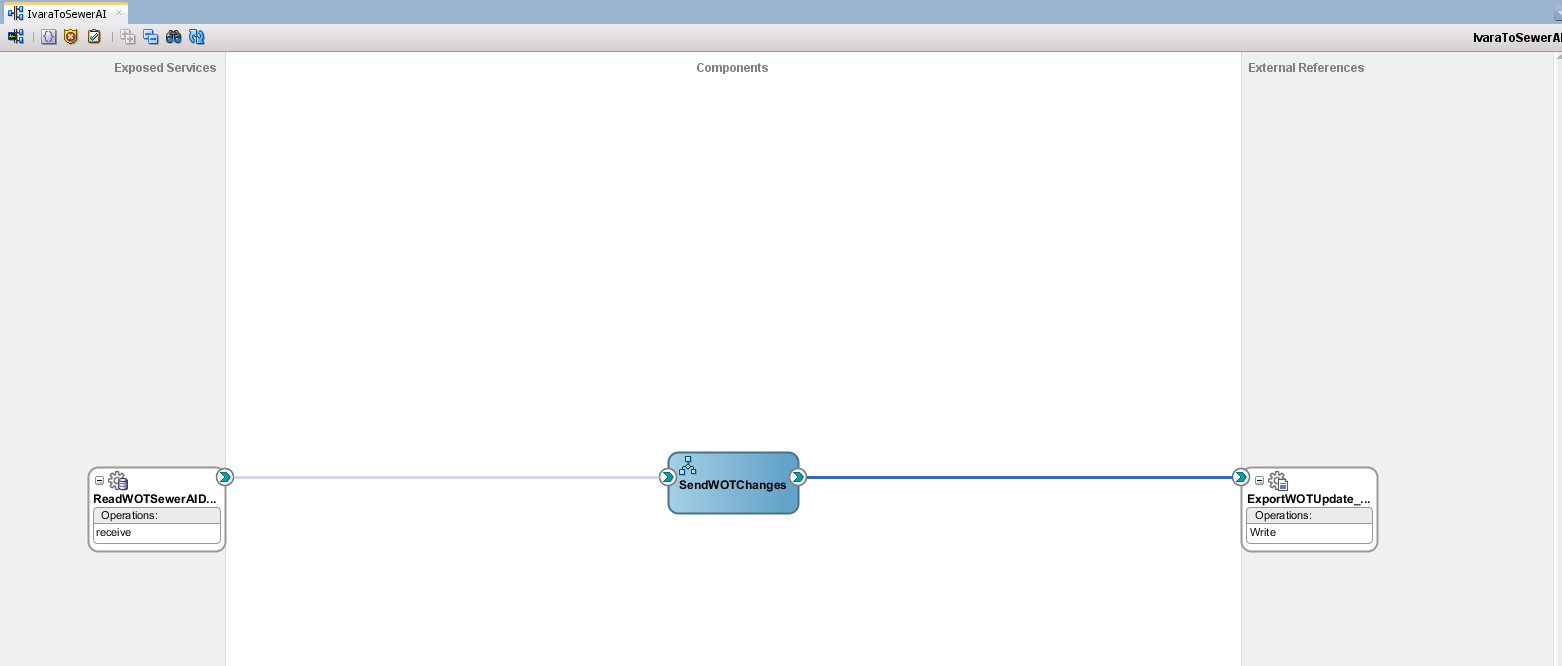 IvaraToSewerAI
IvaraToSewerAI
Exposed Services
Components
External References
ReadWOTSewerAID...
Operations:
receive
SendWOTChanges
ExportWOTUpdate_...
Operations:
Write